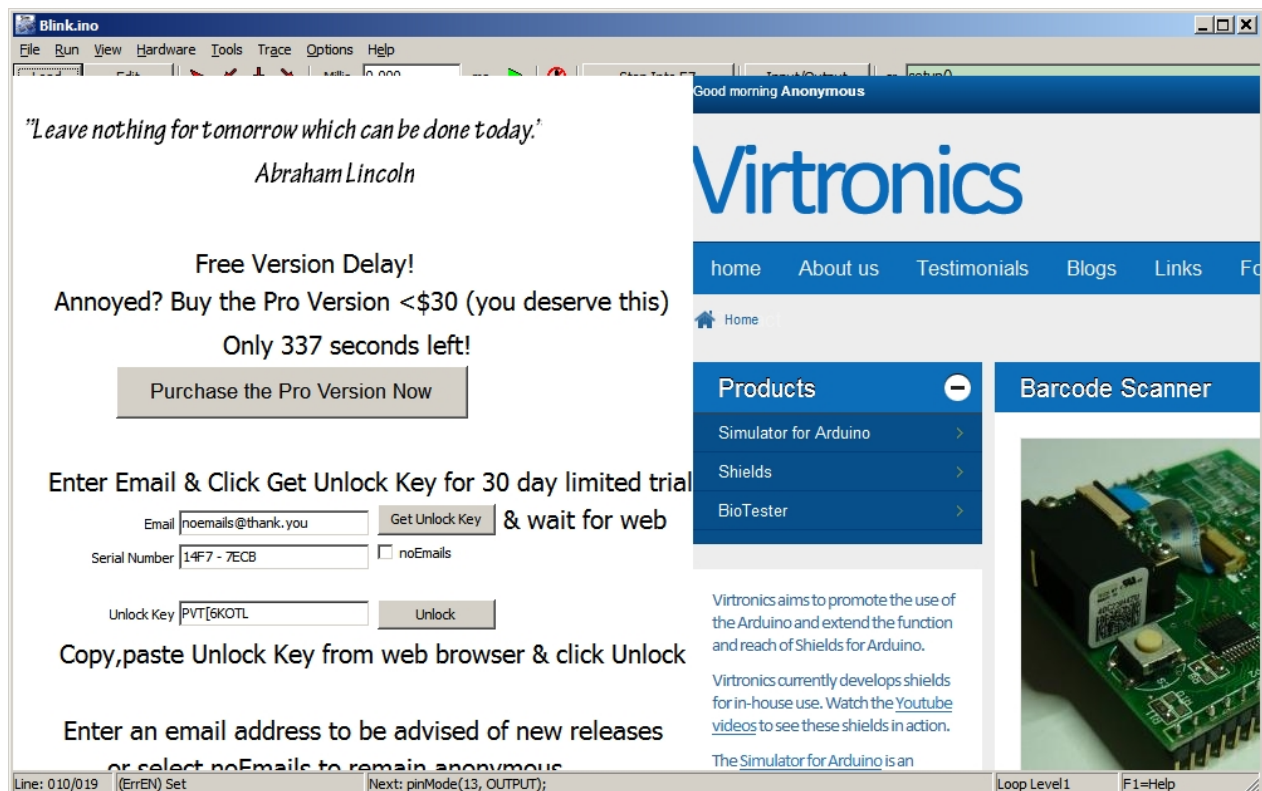 Blink.ino
File Run View Hardware Tools Trace Options Help
Good morning Anonymous
"Leave nothing for tomorrow which can be done today."
Abraham Lincoln
Free Version Delay!
Annoyed? Buy the Pro Version <$30 (you deserve this)
Only 337 seconds left!
Purchase the Pro Version Now
Enter Email & Click Get Unlock Key for 30 day limited trial
Email noemails@thank.you Get Unlock Key & wait for web
Serial Number 14F7 - 7ECB noEmails
Unlock Key PVT[6KOTL Unlock
Copy,paste Unlock Key from web browser & click Unlock
Enter an email address to be advised of new releases
or select noEmails to remain anonymous
Virtronics
home About us Testimonials Blogs Links Fo
Home
Products
Simulator for Arduino
Shields
BioTester
Barcode Scanner
Virtronics aims to promote the use of
the Arduino and extend the function
and reach of Shields for Arduino.
Virtronics currently develops shields
for in-house use. Watch the Youtube
videos to see these shields in action.
The Simulator for Arduino is an
Line: 010/019 (ErrEN) Set Next: pinMode(13, OUTPUT); Loop Level1 F1=Help